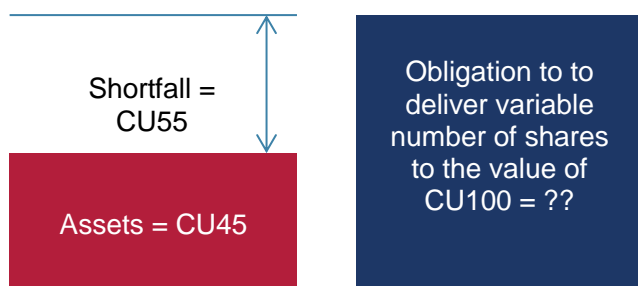 Shortfall =
CU55
Assets = CU45
Obligation to to
deliver variable
number of shares
to the value of
CU100 = ??